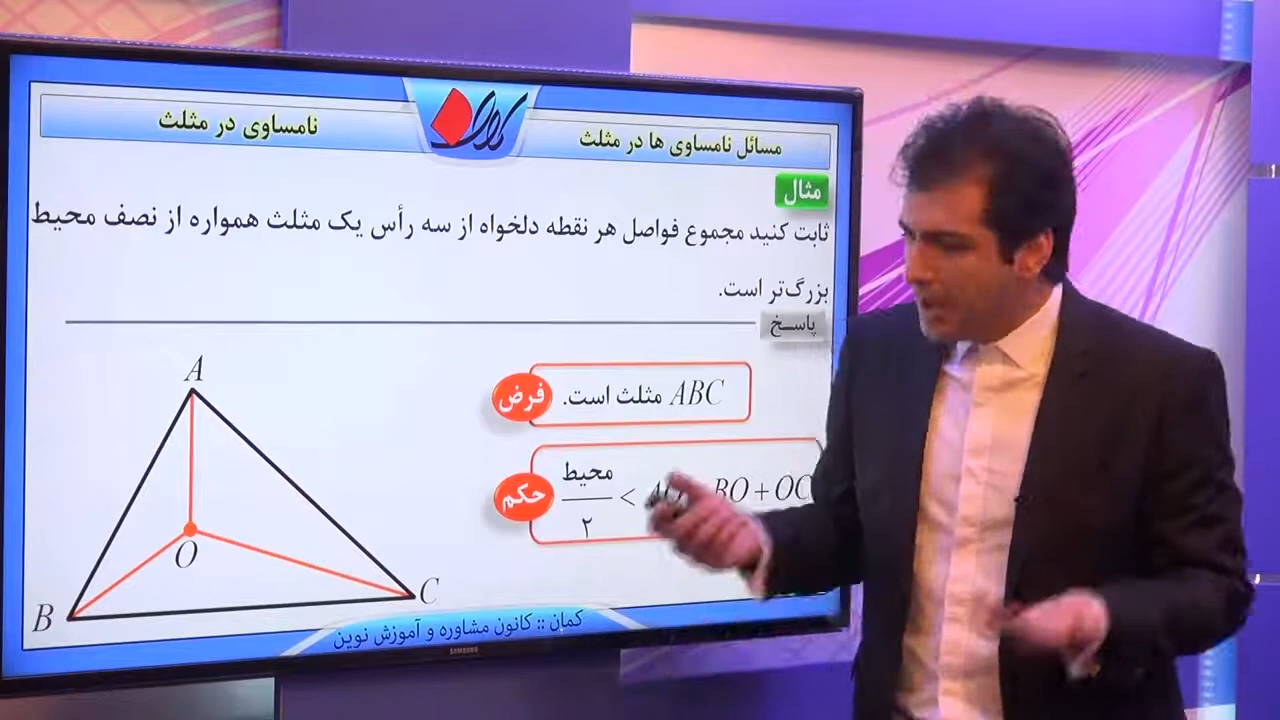 مسائل نامساوی ها در مثلث
نامساوی در مثلث
مثال
ثابت کنید مجموع فواصل هر نقطه دلخواه از سه رأس یک مثلث همواره از نصف محیط
بزرگ‌تر است.
پاسخ
فرض
ABC مثلث است.
حکم
محیط
۲
< AO + BO + OC
A
O
B
C
کمان :: کانون مشاوره و آموزش نوین
SAMSUNG